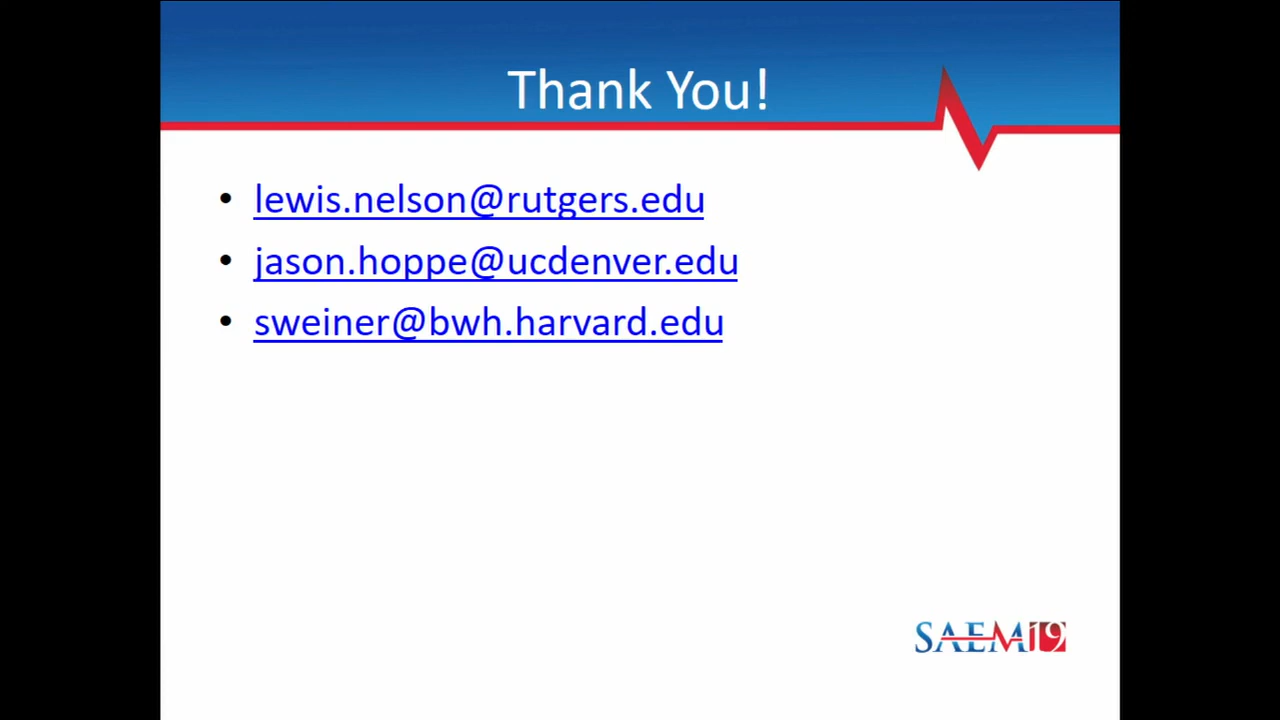 Thank You!
• lewis.nelson@rutgers.edu
• jason.hoppe@ucdenver.edu
• sweiner@bwh.harvard.edu
SAEM19